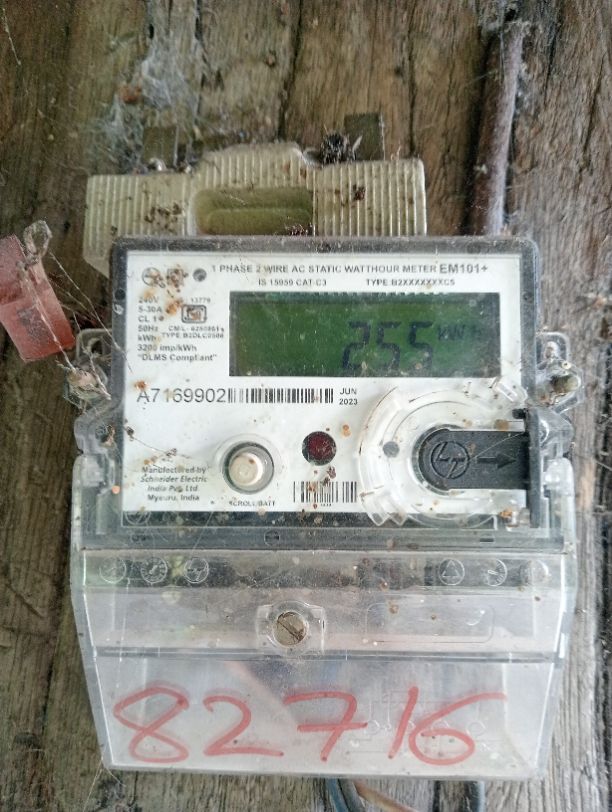 1 PHASE 2 WIRE AC STATIC WATTHOUR METER EM101+
IS 15959 CAT-C3 TYPE: B2XXXXXXXC5
240V
13779
5-30A
CL 1
50Hz
kWh TYPE:
3200 imp/kWh
"DLMS Compliant"
255 kWh
A7169902
JUN
2023
Manufactured by
Schneider Electric
India Pvt. Ltd
Mysuru, India
SCROLL/BATT
82716